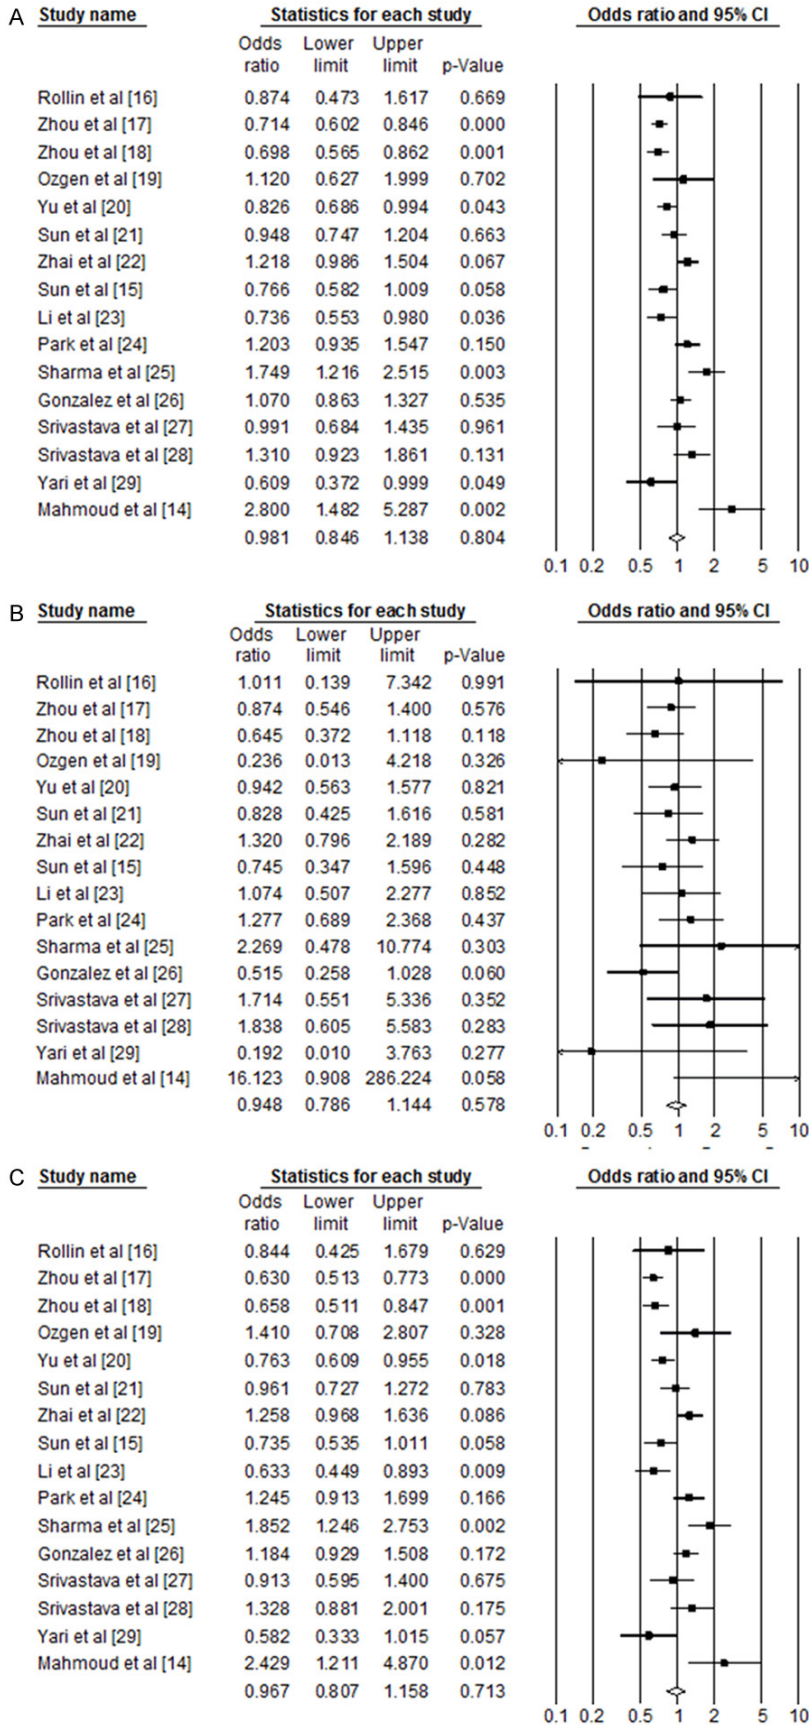 A Study name Statistics for each study Odds ratio and 95% CI
Odds Lower Upper
ratio limit limit p-Value
Rollin et al [16] 0.874 0.473 1.617 0.669
Zhou et al [17] 0.714 0.602 0.846 0.000
Zhou et al [18] 0.698 0.565 0.862 0.001
Ozgen et al [19] 1.120 0.627 1.999 0.702
Yu et al [20] 0.826 0.686 0.994 0.043
Sun et al [21] 0.948 0.747 1.204 0.663
Zhai et al [22] 1.218 0.986 1.504 0.067
Sun et al [15] 0.766 0.582 1.009 0.058
Li et al [23] 0.736 0.553 0.980 0.036
Park et al [24] 1.203 0.935 1.547 0.150
Sharma et al [25] 1.749 1.216 2.515 0.003
Gonzalez et al [26] 1.070 0.863 1.327 0.535
Srivastava et al [27] 0.991 0.684 1.435 0.961
Srivastava et al [28] 1.310 0.923 1.861 0.131
Yari et al [29] 0.609 0.372 0.999 0.049
Mahmoud et al [14] 2.800 1.482 5.287 0.002
0.981 0.846 1.138 0.804
0.1 0.2 0.5 1 2 5 10
B Study name Statistics for each study Odds ratio and 95% CI
Odds Lower Upper
ratio limit limit p-Value
Rollin et al [16] 1.011 0.139 7.342 0.991
Zhou et al [17] 0.874 0.546 1.400 0.576
Zhou et al [18] 0.645 0.372 1.118 0.118
Ozgen et al [19] 0.236 0.013 4.218 0.326
Yu et al [20] 0.942 0.563 1.577 0.821
Sun et al [21] 0.828 0.425 1.616 0.581
Zhai et al [22] 1.320 0.796 2.189 0.282
Sun et al [15] 0.745 0.347 1.596 0.448
Li et al [23] 1.074 0.507 2.277 0.852
Park et al [24] 1.277 0.689 2.368 0.437
Sharma et al [25] 2.269 0.478 10.774 0.303
Gonzalez et al [26] 0.515 0.258 1.028 0.060
Srivastava et al [27] 1.714 0.551 5.336 0.352
Srivastava et al [28] 1.838 0.605 5.583 0.283
Yari et al [29] 0.192 0.010 3.763 0.277
Mahmoud et al [14] 16.123 0.908 286.224 0.058
0.948 0.786 1.144 0.578
0.1 0.2 0.5 1 2 5 10
C Study name Statistics for each study Odds ratio and 95% CI
Odds Lower Upper
ratio limit limit p-Value
Rollin et al [16] 0.844 0.425 1.679 0.629
Zhou et al [17] 0.630 0.513 0.773 0.000
Zhou et al [18] 0.658 0.511 0.847 0.001
Ozgen et al [19] 1.410 0.708 2.807 0.328
Yu et al [20] 0.763 0.609 0.955 0.018
Sun et al [21] 0.961 0.727 1.272 0.783
Zhai et al [22] 1.258 0.968 1.636 0.086
Sun et al [15] 0.735 0.535 1.011 0.058
Li et al [23] 0.633 0.449 0.893 0.009
Park et al [24] 1.245 0.913 1.699 0.166
Sharma et al [25] 1.852 1.246 2.753 0.002
Gonzalez et al [26] 1.184 0.929 1.508 0.172
Srivastava et al [27] 0.913 0.595 1.400 0.675
Srivastava et al [28] 1.328 0.881 2.001 0.175
Yari et al [29] 0.582 0.333 1.015 0.057
Mahmoud et al [14] 2.429 1.211 4.870 0.012
0.967 0.807 1.158 0.713
0.1 0.2 0.5 1 2 5 10